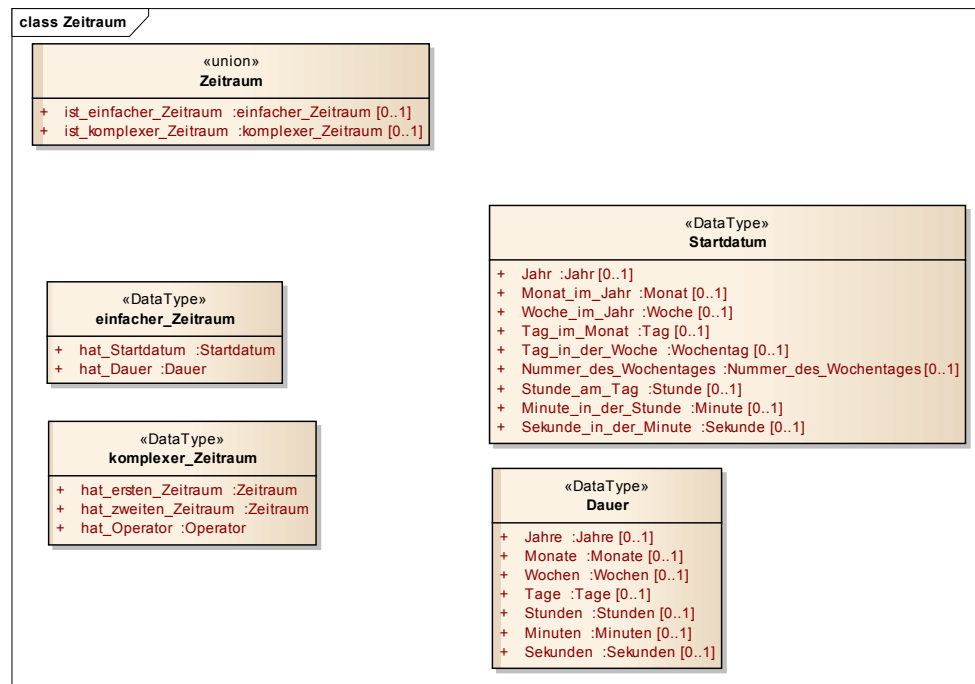 class Zeitraum
«union»
Zeitraum
+ ist_einfacher_Zeitraum :einfacher_Zeitraum [0..1]
+ ist_komplexer_Zeitraum :komplexer_Zeitraum [0..1]
«DataType»
Startdatum
+ Jahr :Jahr [0..1]
+ Monat_im_Jahr :Monat [0..1]
+ Woche_im_Jahr :Woche [0..1]
+ Tag_im_Monat :Tag [0..1]
+ Tag_in_der_Woche :Wochentag [0..1]
+ Nummer_des_Wochentages :Nummer_des_Wochentages [0..1]
+ Stunde_am_Tag :Stunde [0..1]
+ Minute_in_der_Stunde :Minute [0..1]
+ Sekunde_in_der_Minute :Sekunde [0..1]
«DataType»
einfacher_Zeitraum
+ hat_Startdatum :Startdatum
+ hat_Dauer :Dauer
«DataType»
komplexer_Zeitraum
+ hat_ersten_Zeitraum :Zeitraum
+ hat_zweiten_Zeitraum :Zeitraum
+ hat_Operator :Operator
«DataType»
Dauer
+ Jahre :Jahre [0..1]
+ Monate :Monate [0..1]
+ Wochen :Wochen [0..1]
+ Tage :Tage [0..1]
+ Stunden :Stunden [0..1]
+ Minuten :Minuten [0..1]
+ Sekunden :Sekunden [0..1]